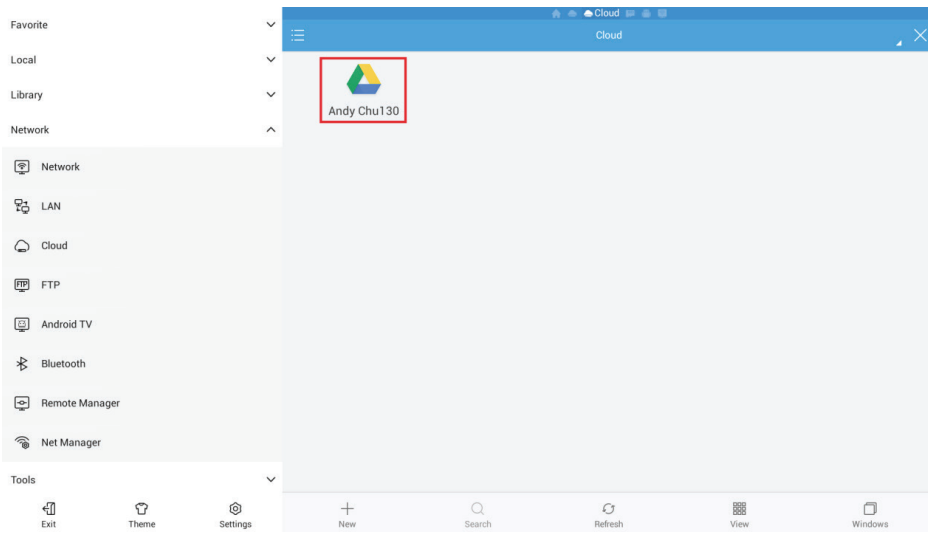 Favorite
Local
Library
Network
Network
LAN
Cloud
FTP
FTP
Android TV
Bluetooth
Remote Manager
Net Manager
Tools
Exit
Theme
Settings
Cloud
Cloud
Andy Chu130
New
Search
Refresh
View
Windows